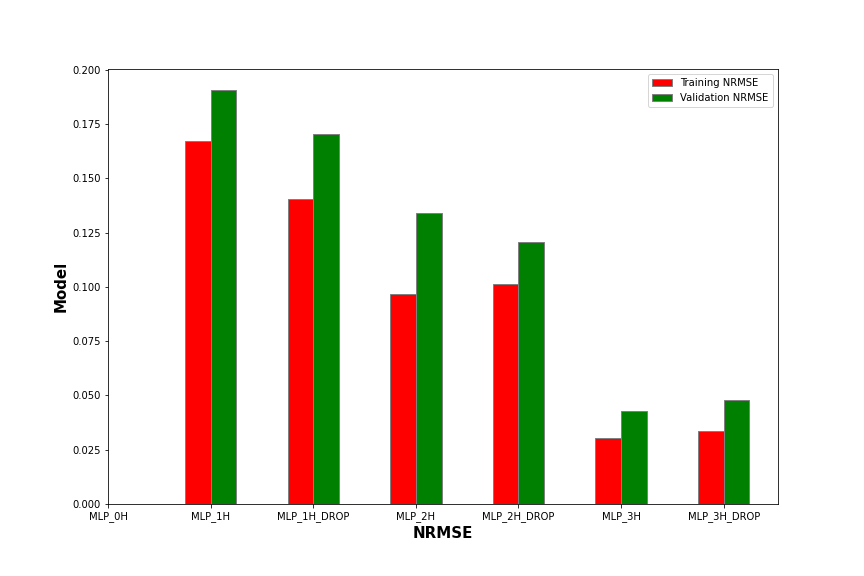 Training NRMSE
Validation NRMSE
0.200
0.175
0.150
0.125
0.100
0.075
0.050
0.025
0.000
Model
MLP_0H MLP_1H MLP_1H_DROP MLP_2H MLP_2H_DROP MLP_3H MLP_3H_DROP
NRMSE